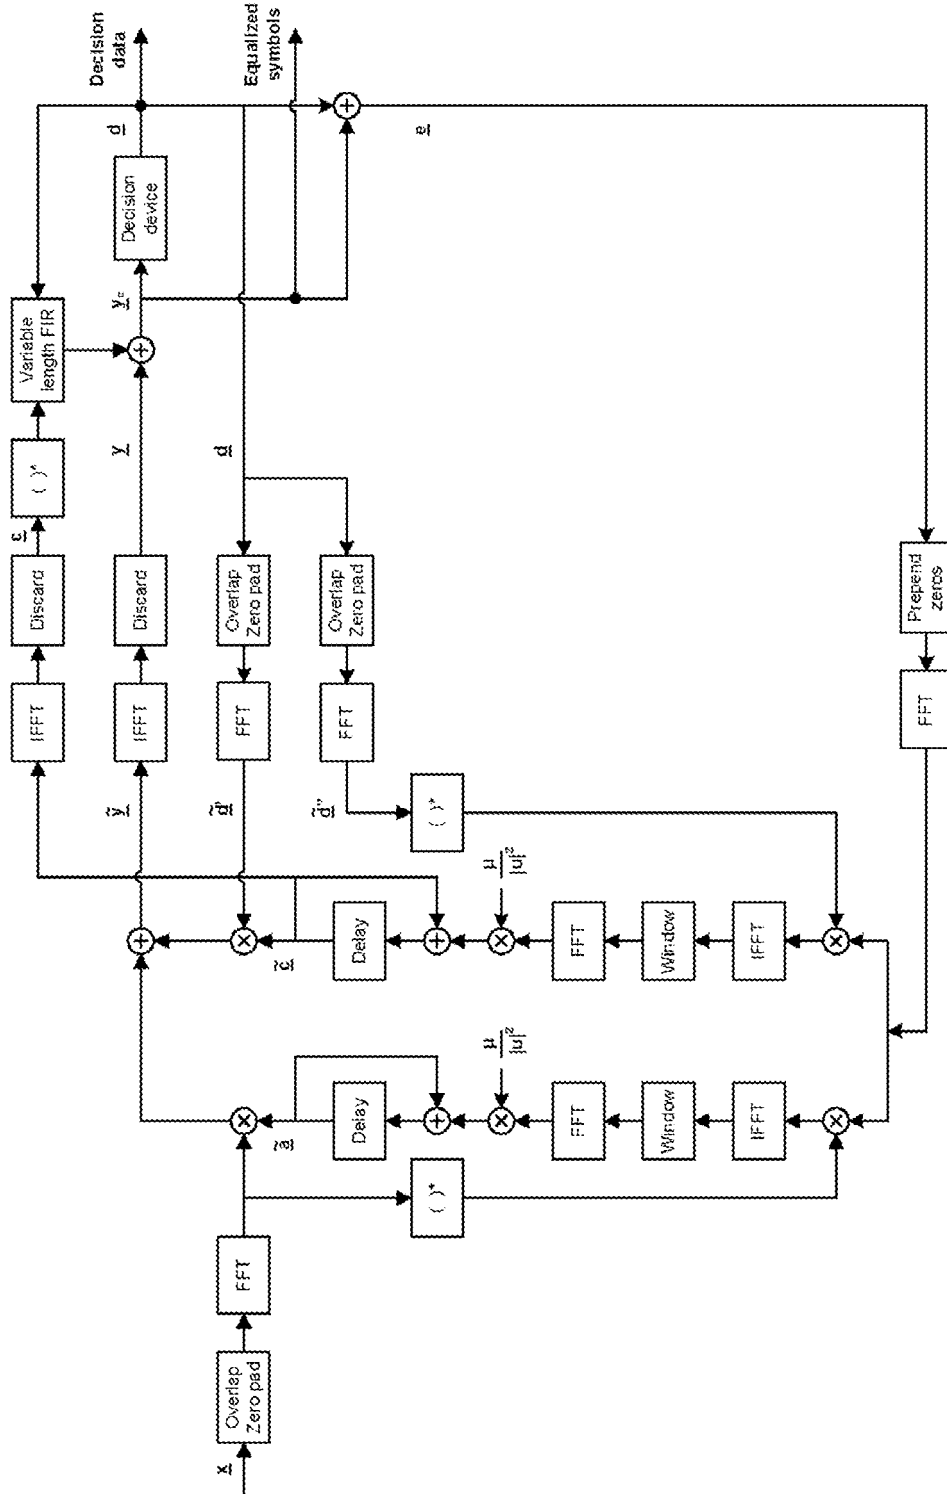 x
Overlap
Zero pad
FFT
( )*
ã
Delay
μ
|u|²
FFT
Window
IFFT
c̃
Delay
μ
|u|²
FFT
Window
IFFT
ỹ
IFFT
Discard
y
IFFT
Discard
c
( )*
Variable
length FIR
yᶜ
Decision
device
d
Decision
data
Equalized
symbols
d̃'
FFT
Overlap
Zero pad
d
d̃''
FFT
Overlap
Zero pad
( )*
e
Prepend
zeros
FFT